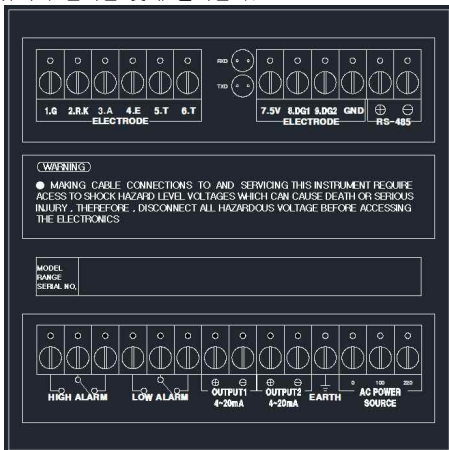 RXD
TXD
1.G 2.R.K 3.A 4.E 5.T 6.T
ELECTRODE
7.5V 8.DG1 9.DG2 GND ⊕ ⊖
ELECTRODE RS-485
WARNING
● MAKING CABLE CONNECTIONS TO AND SERVICING THIS INSTRUMENT REQUIRE
ACESS TO SHOCK HAZARD LEVEL VOLTAGES WHICH CAN CAUSE DEATH OR SERIOUS
INJURY , THEREFORE , DISCONNECT ALL HAZARDOUS VOLTAGE BEFORE ACCESSING
THE ELECTRONICS
MODEL
RANGE
SERIAL NO,
⊕ ⊖ ⊕ ⊖ 0 100 220
HIGH ALARM LOW ALARM OUTPUT1 OUTPUT2 EARTH AC POWER
4~20mA 4~20mA SOURCE